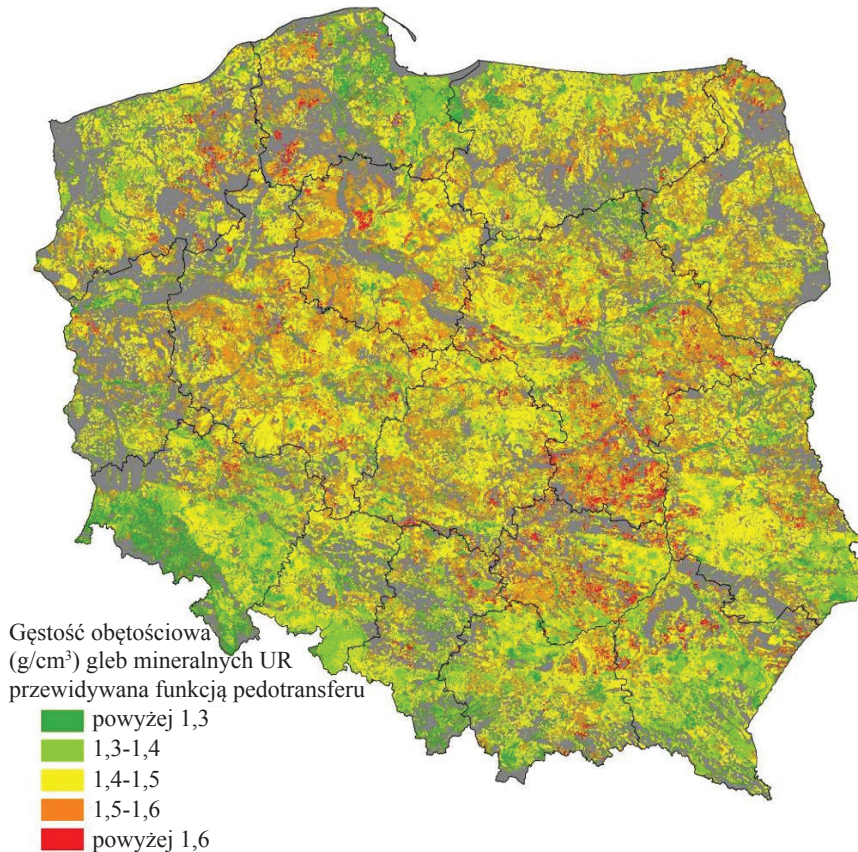 Gęstość obętościowa
(g/cm³) gleb mineralnych UR
przewidywana funkcją pedotransferu
powyżej 1,3
1,3-1,4
1,4-1,5
1,5-1,6
powyżej 1,6